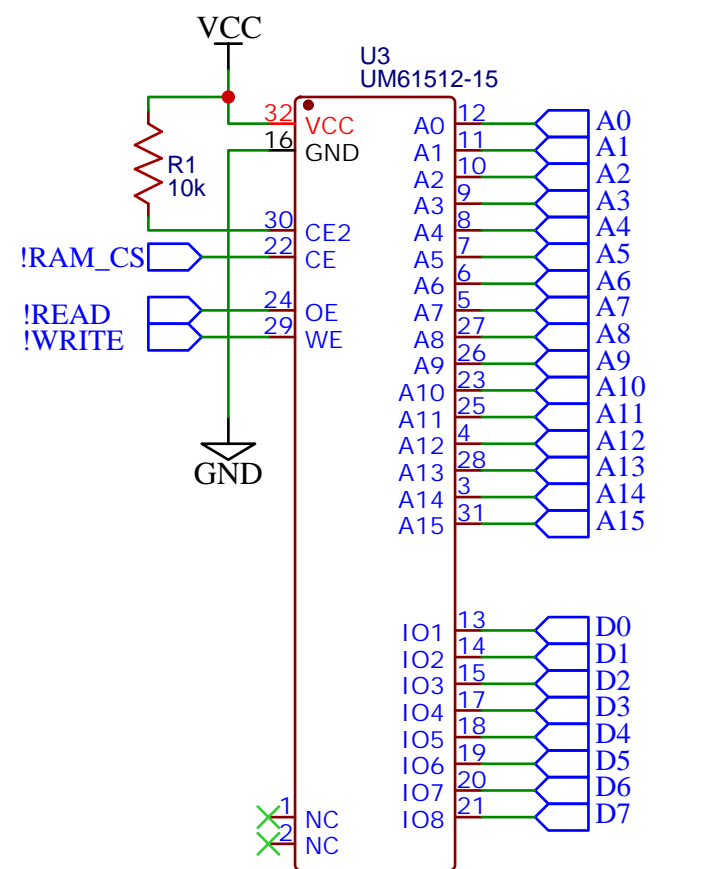 VCC
U3
UM61512-15
32 VCC
16 GND
R1
10k
30 CE2
!RAM_CS 22 CE
!READ 24 OE
!WRITE 29 WE
GND
1 NC
2 NC
A0 12 A0
A1 11 A1
A2 10 A2
A3 9 A3
A4 8 A4
A5 7 A5
A6 6 A6
A7 5 A7
A8 27 A8
A9 26 A9
A10 23 A10
A11 25 A11
A12 4 A12
A13 28 A13
A14 3 A14
A15 31 A15
IO1 13 D0
IO2 14 D1
IO3 15 D2
IO4 17 D3
IO5 18 D4
IO6 19 D5
IO7 20 D6
IO8 21 D7